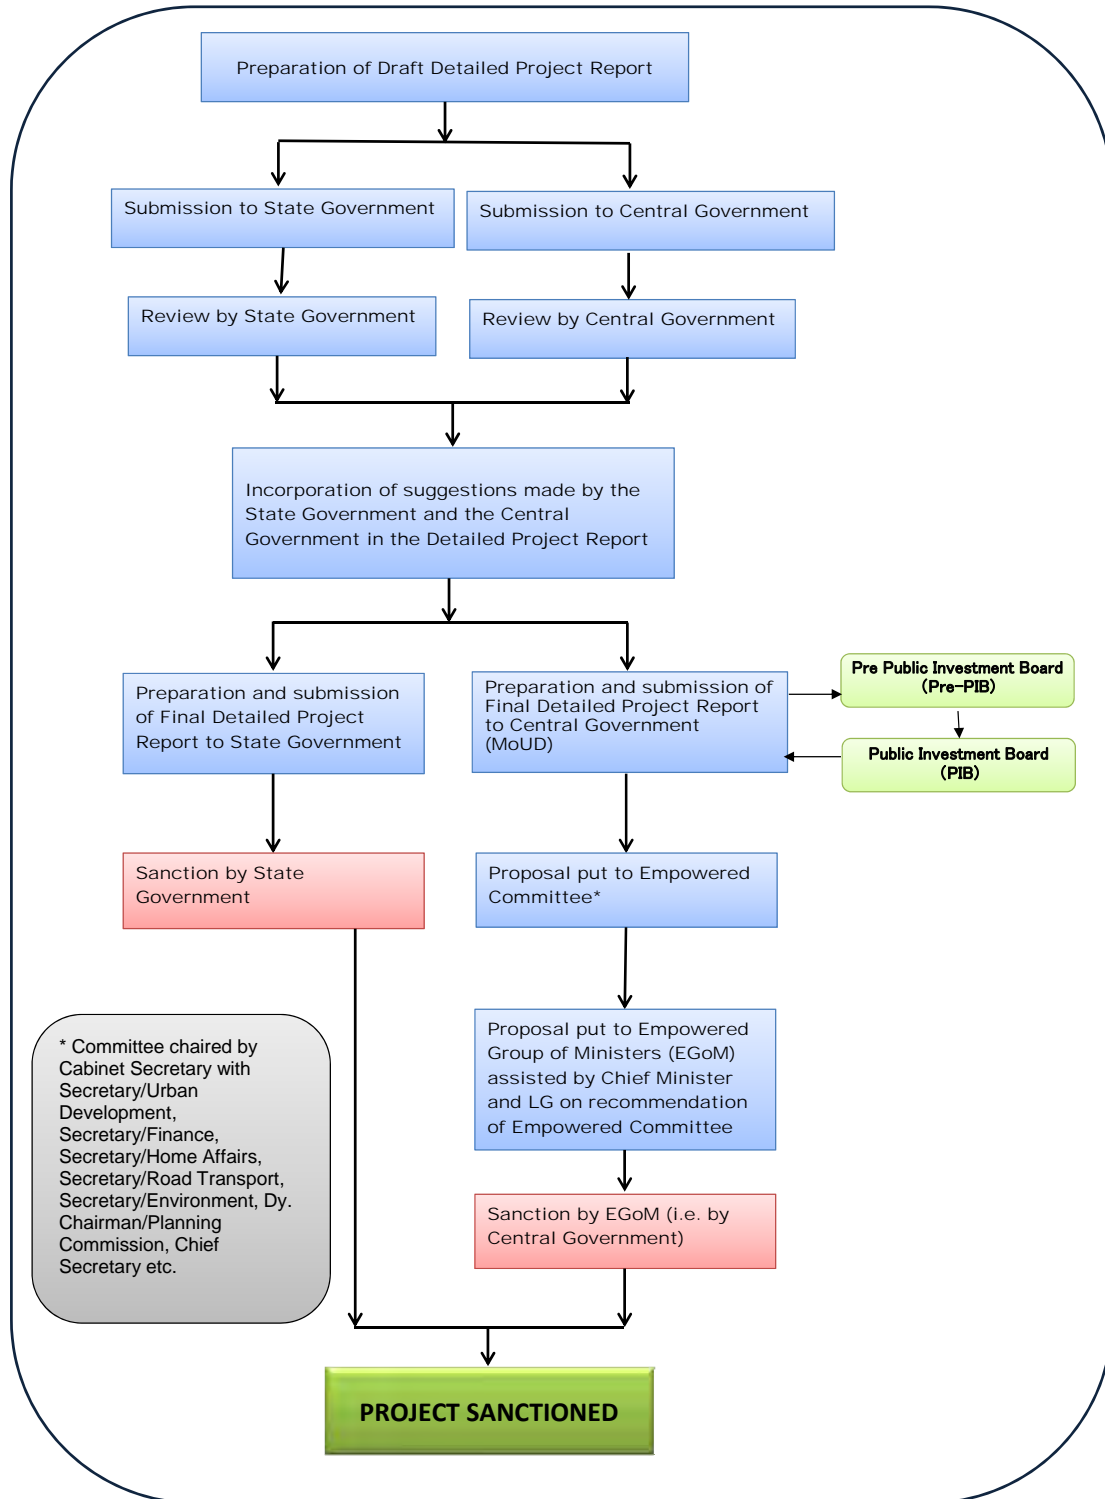 Preparation of Draft Detailed Project Report
Submission to State Government
Submission to Central Government
Review by State Government
Review by Central Government
Incorporation of suggestions made by the
State Government and the Central
Government in the Detailed Project Report
Preparation and submission
of Final Detailed Project
Report to State Government
Preparation and submission of
Final Detailed Project Report
to Central Government
(MoUD)
Pre Public Investment Board
(Pre-PIB)
Public Investment Board
(PIB)
Sanction by State
Government
Proposal put to Empowered
Committee*
Proposal put to Empowered
Group of Ministers (EGoM)
assisted by Chief Minister
and LG on recommendation
of Empowered Committee
* Committee chaired by
Cabinet Secretary with
Secretary/Urban
Development,
Secretary/Finance,
Secretary/Home Affairs,
Secretary/Road Transport,
Secretary/Environment, Dy.
Chairman/Planning
Commission, Chief
Secretary etc.
Sanction by EGoM (i.e. by
Central Government)
PROJECT SANCTIONED